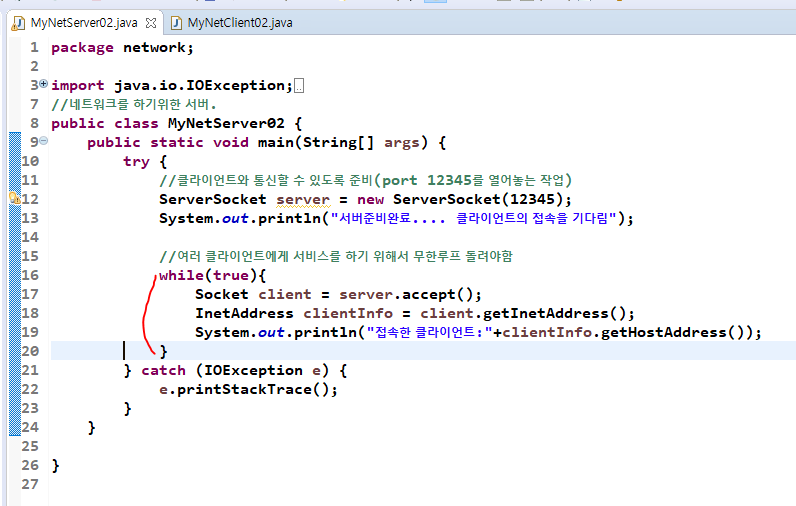 MyNetServer02.java MyNetClient02.java
1 package network;
2
3 import java.io.IOException;
7 //네트워크를 하기위한 서버.
8 public class MyNetServer02 {
9 public static void main(String[] args) {
10 try {
11 //클라이언트와 통신할 수 있도록 준비(port 12345를 열어놓는 작업)
12 ServerSocket server = new ServerSocket(12345);
13 System.out.println("서버준비완료.... 클라이언트의 접속을 기다림");
14
15 //여러 클라이언트에게 서비스를 하기 위해서 무한루프 돌려야함
16 while(true){
17 Socket client = server.accept();
18 InetAddress clientInfo = client.getInetAddress();
19 System.out.println("접속한 클라이언트:"+clientInfo.getHostAddress());
20 }
21 } catch (IOException e) {
22 e.printStackTrace();
23 }
24 }
25
26 }
27